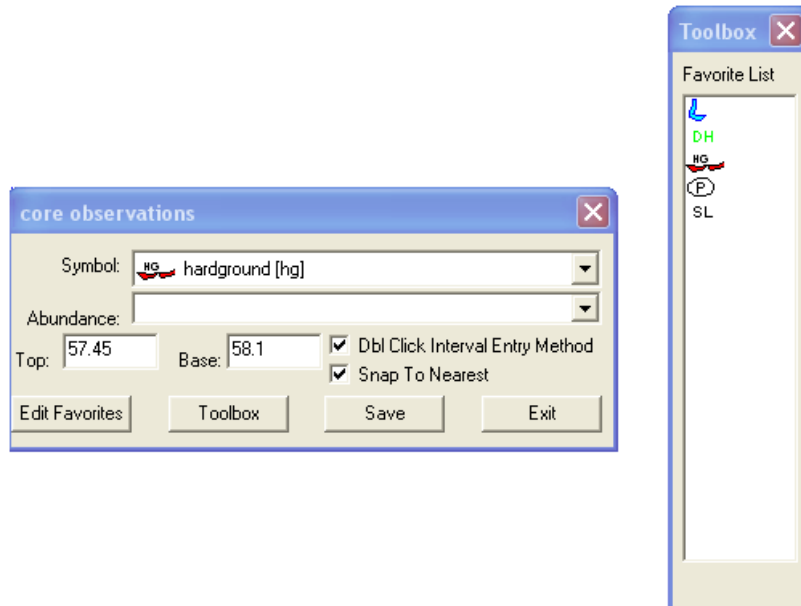 core observations
Symbol: HG hardground [hg]
Abundance:
Top: 57.45 Base: 58.1 Dbl Click Interval Entry Method
Snap To Nearest
Edit Favorites Toolbox Save Exit
Toolbox
Favorite List
DH
HG
P
SL